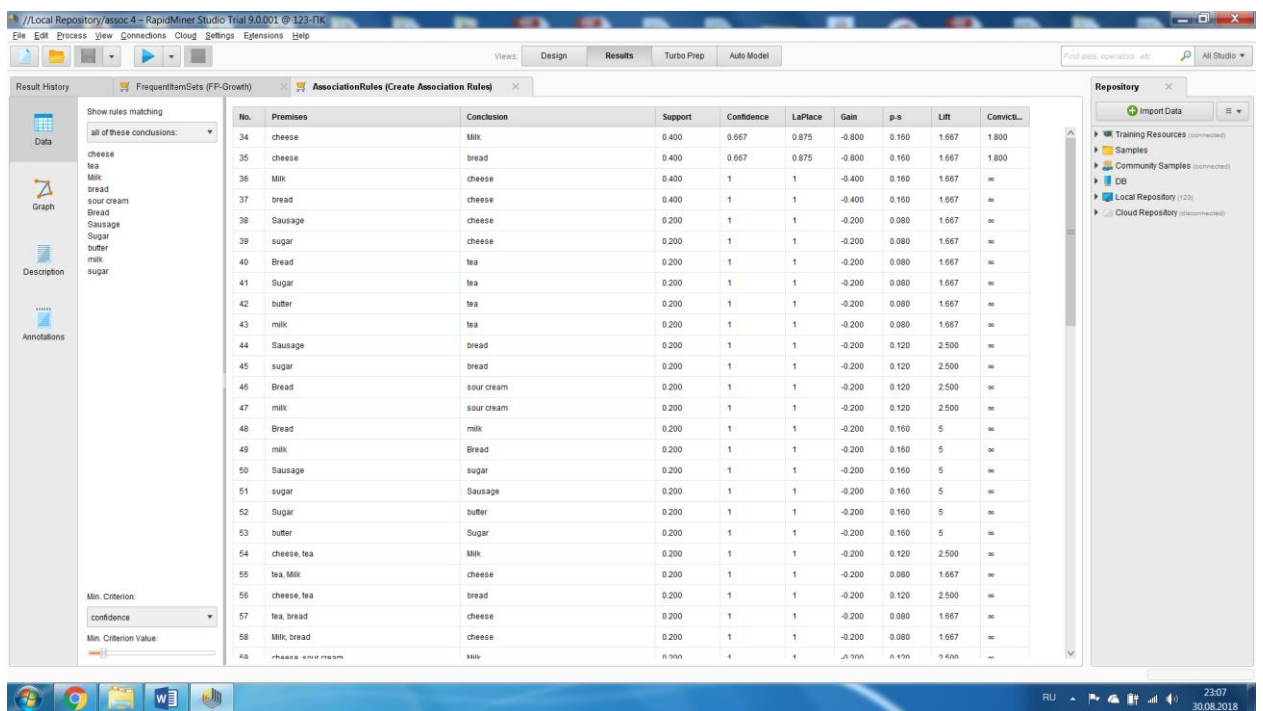 //Local Repository/assoc 4 – RapidMiner Studio Trial 9.0.001 @ 123-ПК
File Edit Process View Connections Cloud Settings Extensions Help
Views: Design Results Turbo Prep Auto Model
Find data, operators...etc All Studio
Result History FrequentItemSets (FP-Growth) AssociationRules (Create Association Rules) Repository
Import Data
Training Resources (connected)
Samples
Community Samples (connected)
DB
Local Repository (123)
Cloud Repository (disconnected)
Data
Graph
Description
Annotations
Show rules matching
all of these conclusions:
cheese
tea
Milk
bread
sour cream
Bread
Sausage
Sugar
butter
milk
sugar
Min. Criterion:
confidence
Min. Criterion Value:
No. Premises Conclusion Support Confidence LaPlace Gain p-s Lift Convicti...
34 cheese Milk 0.400 0.667 0.875 -0.800 0.160 1.667 1.800
35 cheese bread 0.400 0.667 0.875 -0.800 0.160 1.667 1.800
36 Milk cheese 0.400 1 1 -0.400 0.160 1.667 ∞
37 bread cheese 0.400 1 1 -0.400 0.160 1.667 ∞
38 Sausage cheese 0.200 1 1 -0.200 0.080 1.667 ∞
39 sugar cheese 0.200 1 1 -0.200 0.080 1.667 ∞
40 Bread tea 0.200 1 1 -0.200 0.080 1.667 ∞
41 Sugar tea 0.200 1 1 -0.200 0.080 1.667 ∞
42 butter tea 0.200 1 1 -0.200 0.080 1.667 ∞
43 milk tea 0.200 1 1 -0.200 0.080 1.667 ∞
44 Sausage bread 0.200 1 1 -0.200 0.120 2.500 ∞
45 sugar bread 0.200 1 1 -0.200 0.120 2.500 ∞
46 Bread sour cream 0.200 1 1 -0.200 0.120 2.500 ∞
47 milk sour cream 0.200 1 1 -0.200 0.120 2.500 ∞
48 Bread milk 0.200 1 1 -0.200 0.160 5 ∞
49 milk Bread 0.200 1 1 -0.200 0.160 5 ∞
50 Sausage sugar 0.200 1 1 -0.200 0.160 5 ∞
51 sugar Sausage 0.200 1 1 -0.200 0.160 5 ∞
52 Sugar butter 0.200 1 1 -0.200 0.160 5 ∞
53 butter Sugar 0.200 1 1 -0.200 0.160 5 ∞
54 cheese, tea Milk 0.200 1 1 -0.200 0.120 2.500 ∞
55 tea, Milk cheese 0.200 1 1 -0.200 0.080 1.667 ∞
56 cheese, tea bread 0.200 1 1 -0.200 0.120 2.500 ∞
57 tea, bread cheese 0.200 1 1 -0.200 0.080 1.667 ∞
58 Milk, bread cheese 0.200 1 1 -0.200 0.080 1.667 ∞
59 cheese, sour cream Milk 0.200 1 1 -0.200 0.120 2.500 ∞
RU 23:07
30.08.2018